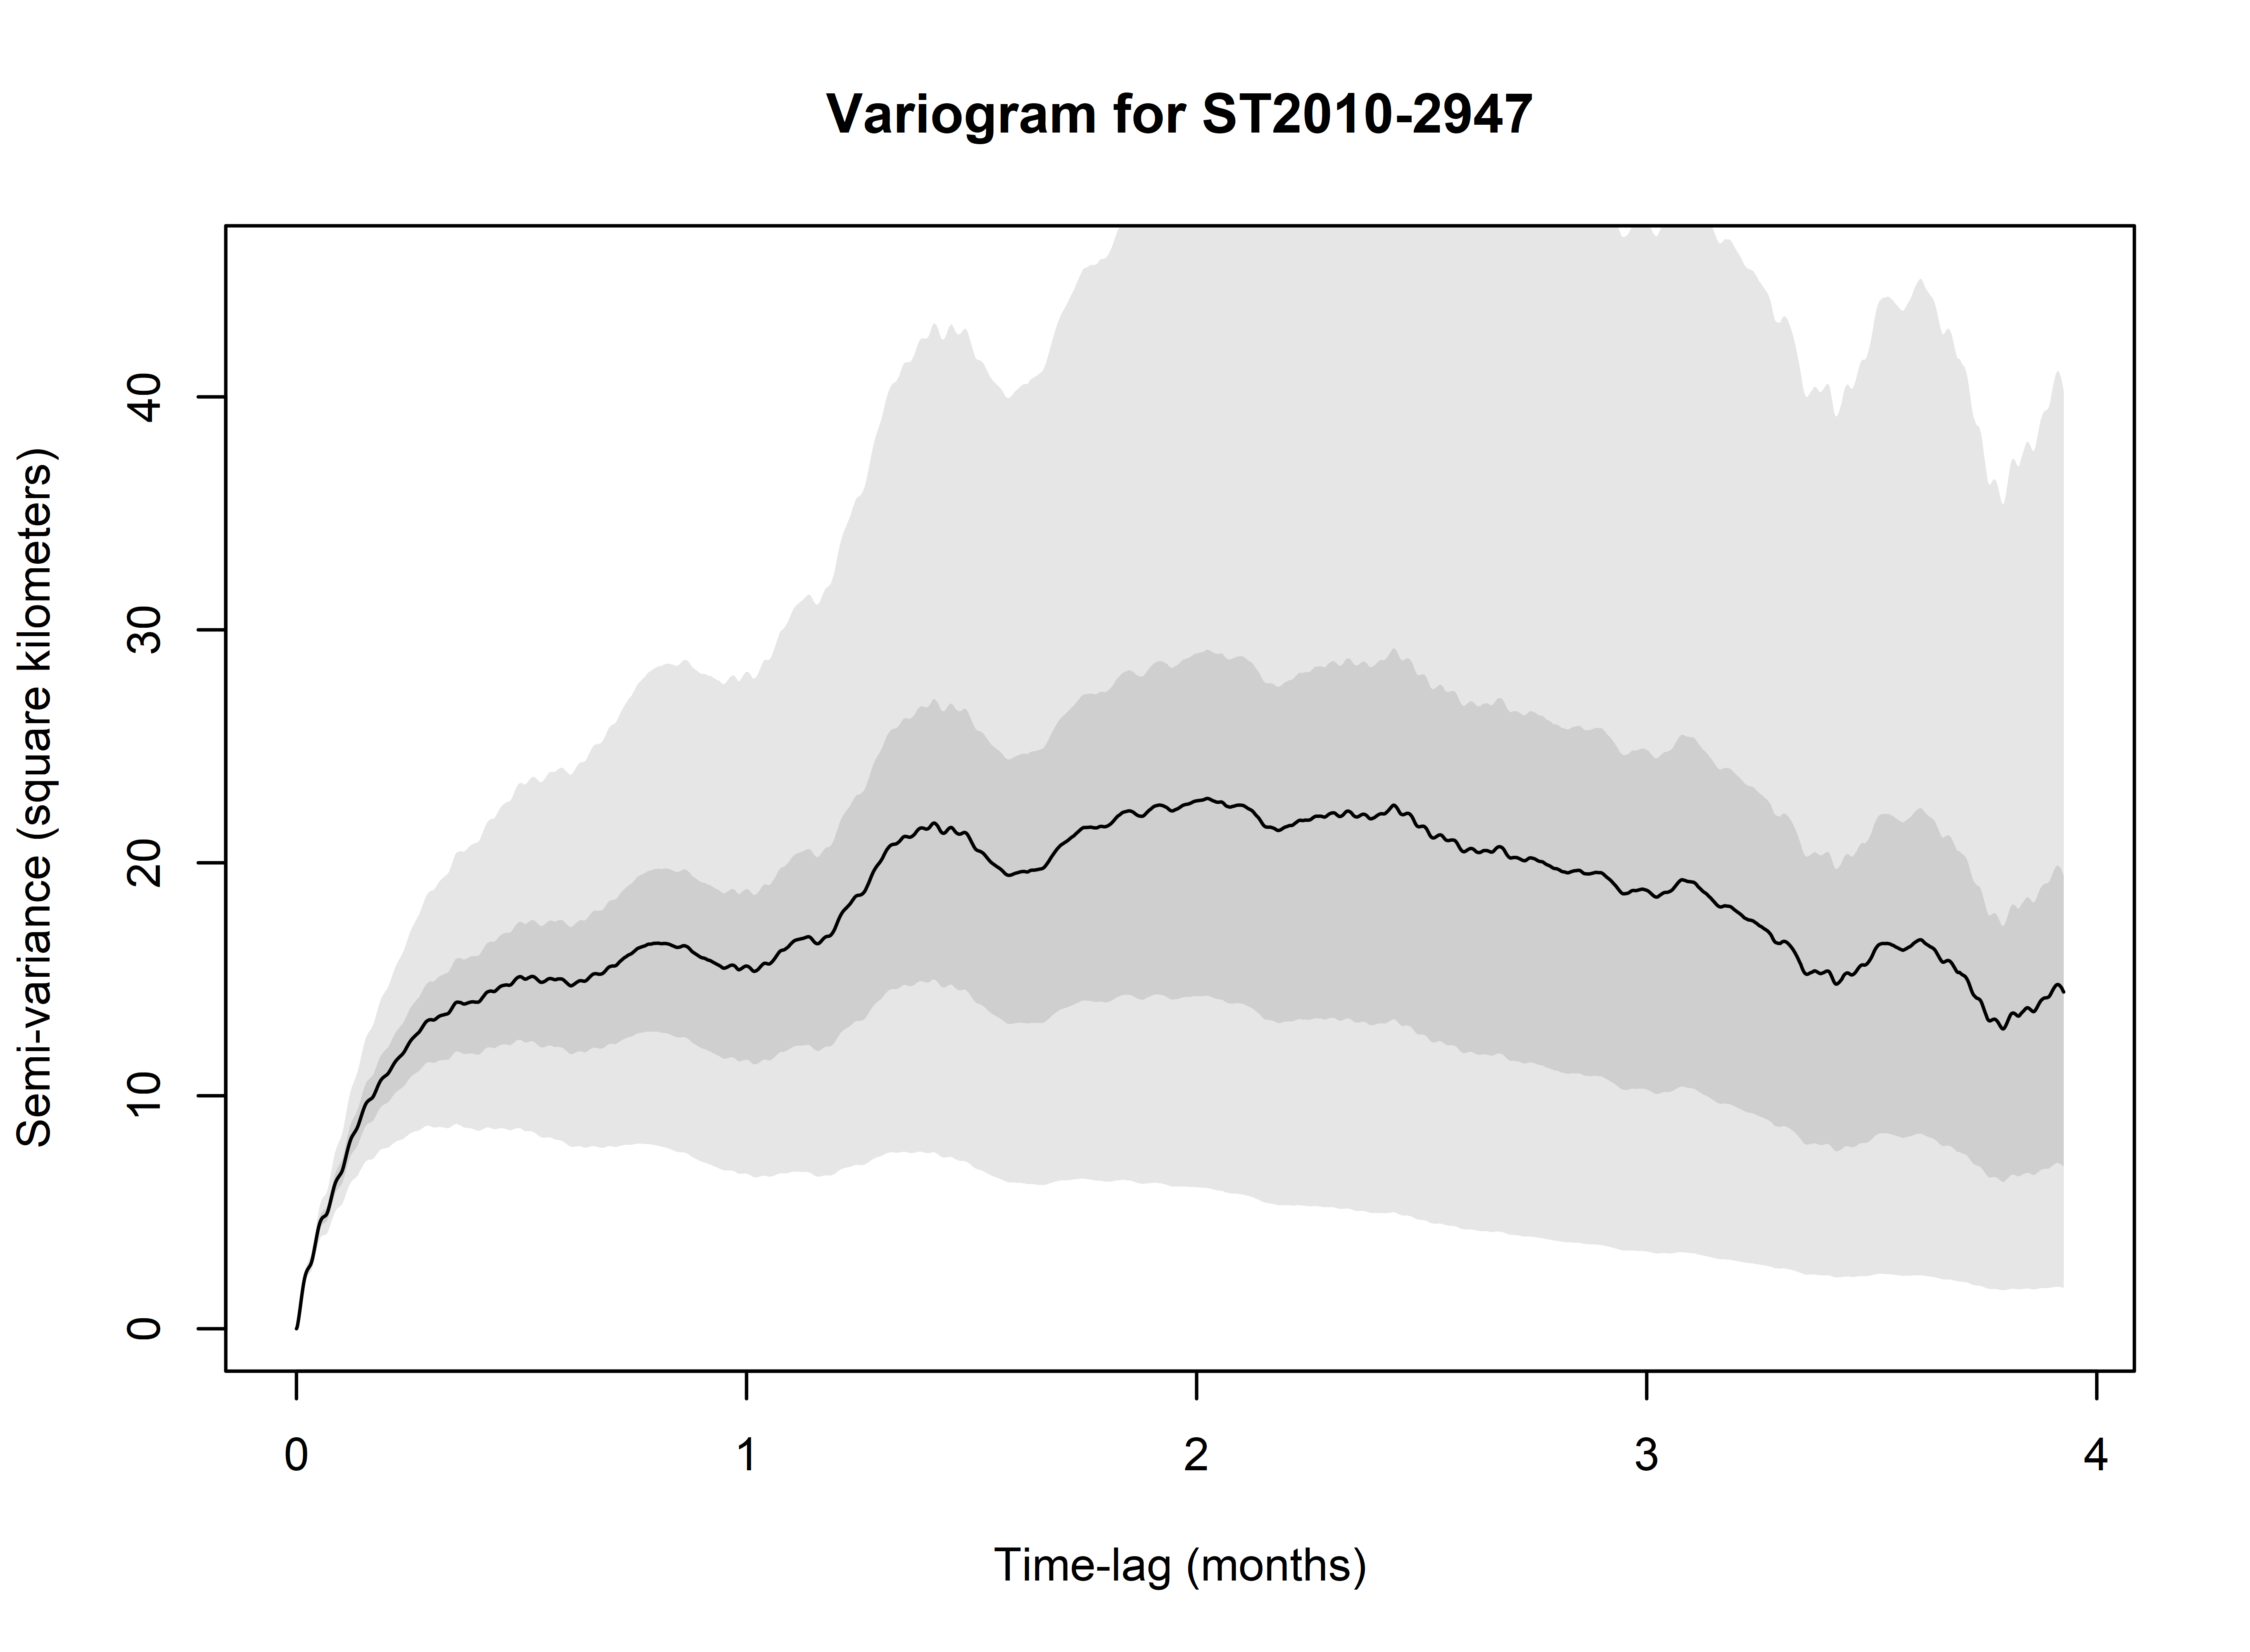 Variogram for ST2010-2947
Semi-variance (square kilometers)
40
30
20
10
0
0 1 2 3 4
Time-lag (months)